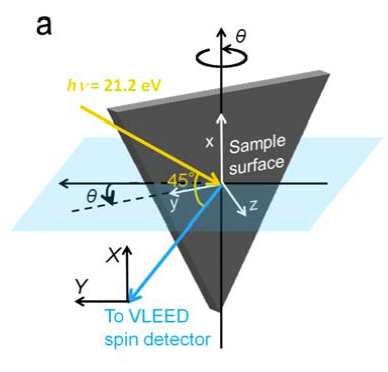 a
θ
hν = 21.2 eV
x
Sample
surface
45°
θ
y
z
X
Y
To VLEED
spin detector